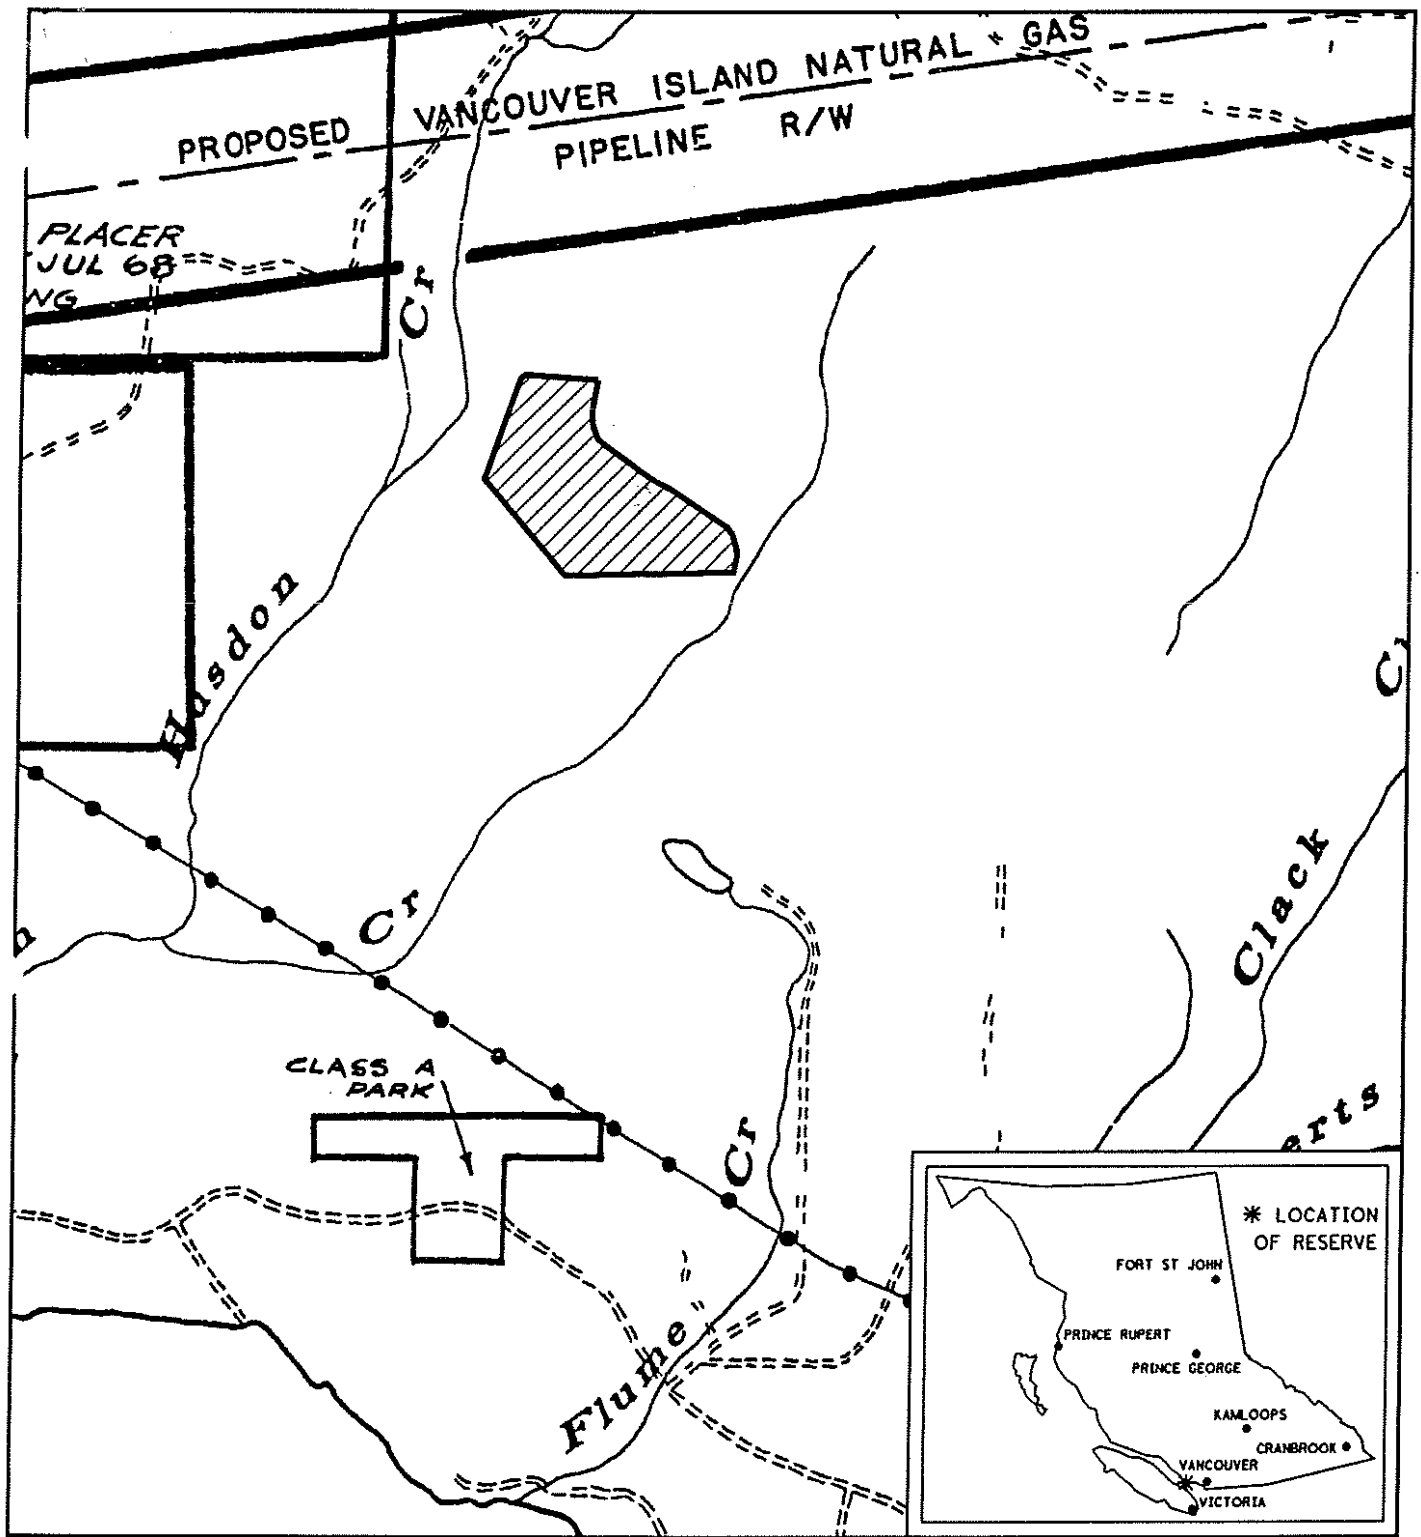 PROPOSED VANCOUVER ISLAND NATURAL GAS
PIPELINE R/W
PLACER
JUL 68
NG
Cr
Husdon
Cr
Clack
Cr
CLASS A
PARK
Cr
erts
Flume
* LOCATION
OF RESERVE
FORT ST JOHN
PRINCE RUPERT
PRINCE GEORGE
KAMLOOPS
CRANBROOK
VANCOUVER
VICTORIA